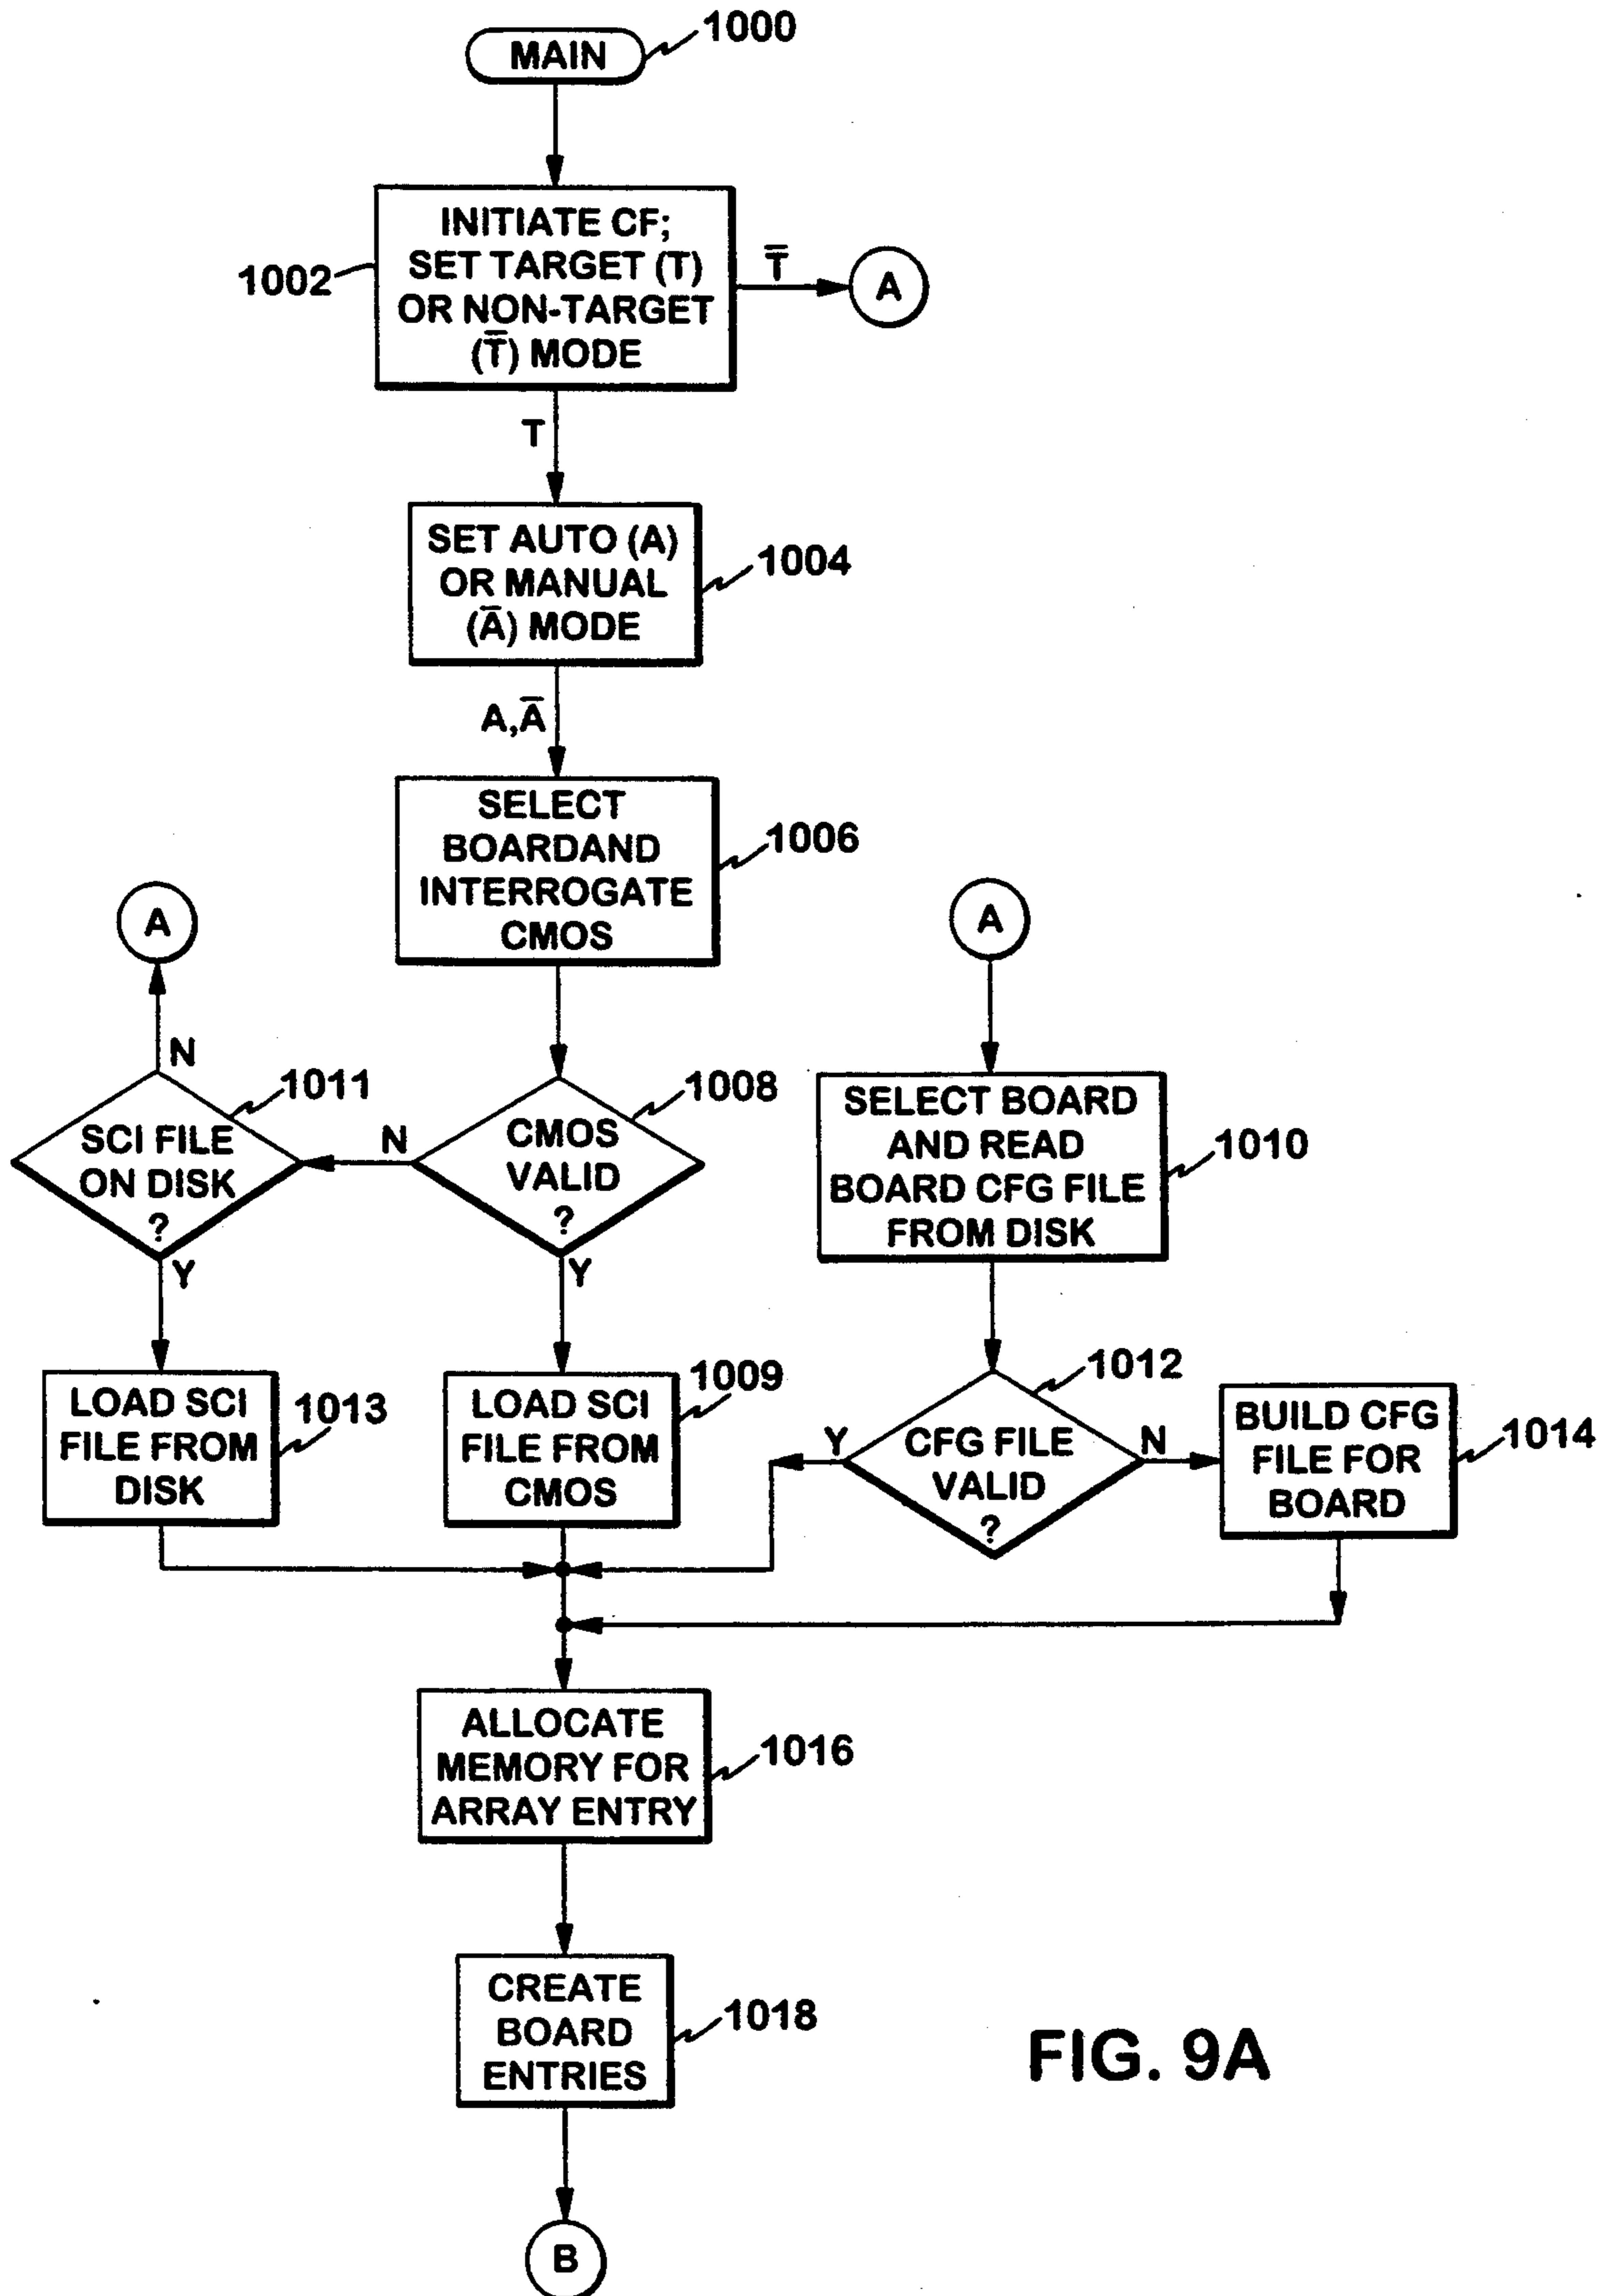 MAIN
1000
INITIATE CF;
SET TARGET (T)
OR NON-TARGET
(T̅) MODE
1002
T̅
A
T
SET AUTO (A)
OR MANUAL
(A̅) MODE
1004
A,A̅
SELECT
BOARDAND
INTERROGATE
CMOS
1006
A
A
N
1011
SCI FILE
ON DISK
?
N
CMOS
VALID
?
1008
SELECT BOARD
AND READ
BOARD CFG FILE
FROM DISK
1010
Y
Y
LOAD SCI
FILE FROM
DISK
1013
LOAD SCI
FILE FROM
CMOS
1009
Y
CFG FILE
VALID
?
1012
N
BUILD CFG
FILE FOR
BOARD
1014
ALLOCATE
MEMORY FOR
ARRAY ENTRY
1016
CREATE
BOARD
ENTRIES
1018
FIG. 9A
B